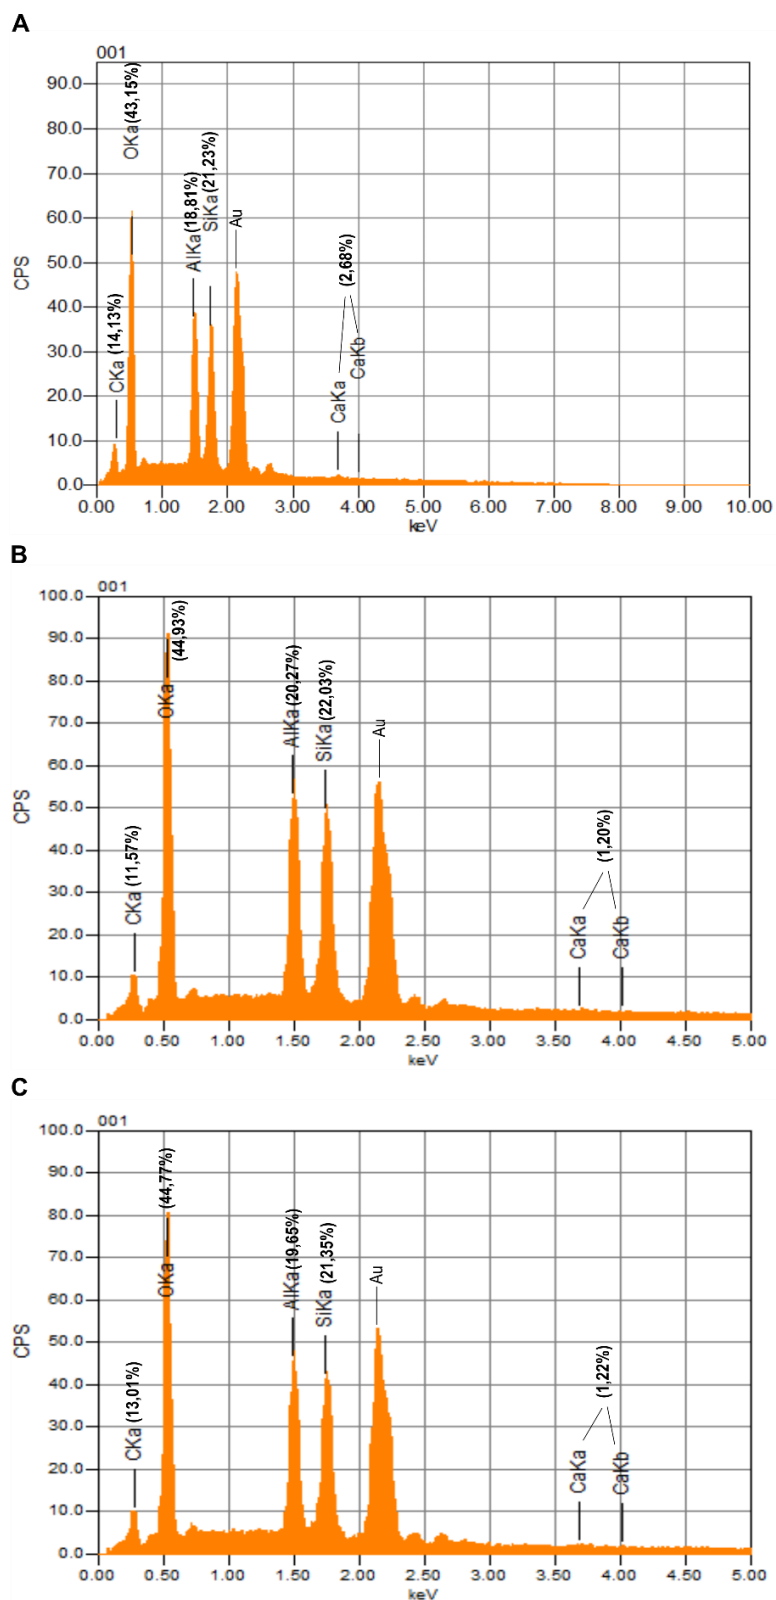 A
001
90.0
80.0
70.0
60.0
50.0
40.0
30.0
20.0
10.0
0.0
CPS
CKa (14,13%)
OKa (43,15%)
AlKa (18,81%)
SiKa (21,23%)
Au
(2,68%)
CaKa
CaKb
0.00 1.00 2.00 3.00 4.00 5.00 6.00 7.00 8.00 9.00 10.00
keV
B
001
100.0
90.0
80.0
70.0
60.0
50.0
40.0
30.0
20.0
10.0
0.0
CPS
CKa (11,57%)
OKa
(44,93%)
AlKa (20,27%)
SiKa (22,03%)
Au
(1,20%)
CaKa
CaKb
0.00 0.50 1.00 1.50 2.00 2.50 3.00 3.50 4.00 4.50 5.00
keV
C
001
100.0
90.0
80.0
70.0
60.0
50.0
40.0
30.0
20.0
10.0
0.0
CPS
CKa (13,01%)
OKa
(44,77%)
AlKa (19,65%)
SiKa (21,35%)
Au
(1,22%)
CaKa
CaKb
0.00 0.50 1.00 1.50 2.00 2.50 3.00 3.50 4.00 4.50 5.00
keV